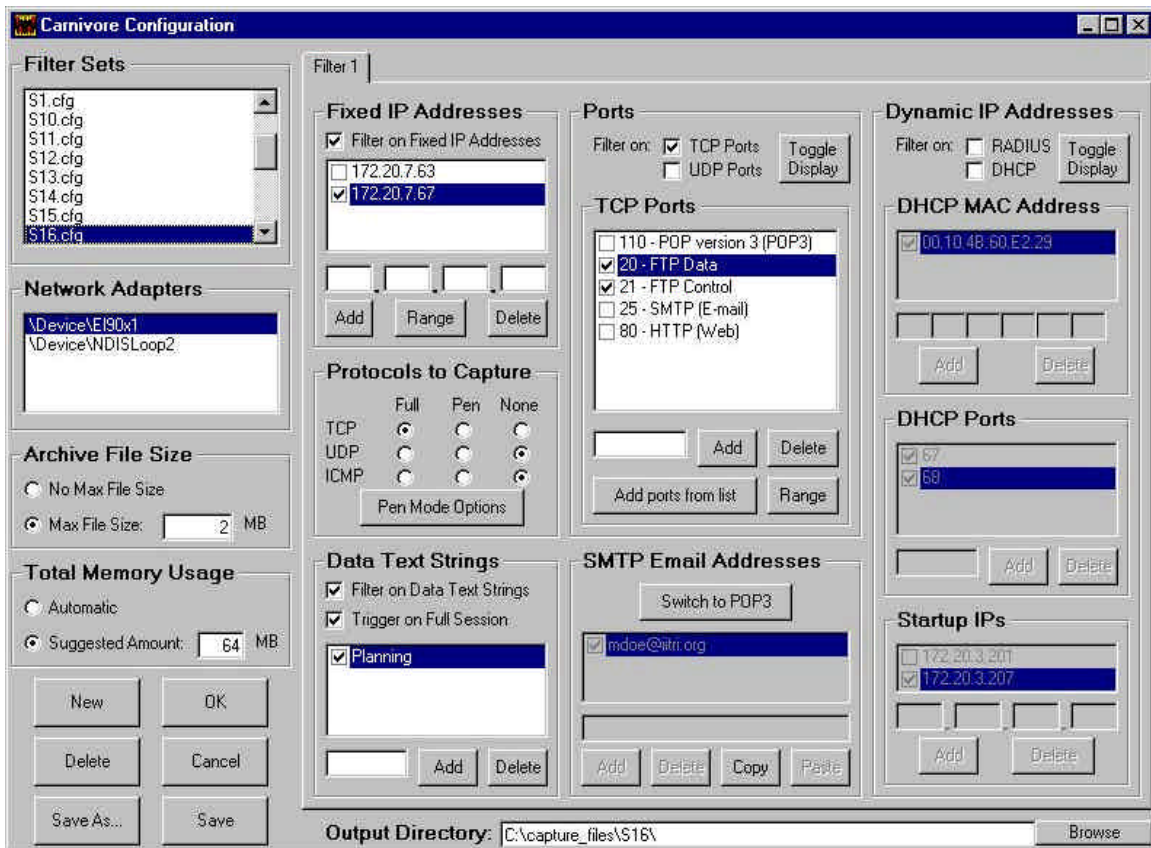 Carnivore Configuration
Filter Sets
S1.cfg
S10.cfg
S11.cfg
S12.cfg
S13.cfg
S14.cfg
S15.cfg
S16.cfg
Network Adapters
\Device\El90x1
\Device\NDISLoop2
Archive File Size
No Max File Size
Max File Size: 2 MB
Total Memory Usage
Automatic
Suggested Amount: 64 MB
New OK
Delete Cancel
Save As... Save
Filter 1
Fixed IP Addresses
Filter on Fixed IP Addresses
172.20.7.63
172.20.7.67
Add Range Delete
Protocols to Capture
Full Pen None
TCP
UDP
ICMP
Pen Mode Options
Data Text Strings
Filter on Data Text Strings
Trigger on Full Session
Planning
Add Delete
Ports
Filter on: TCP Ports
UDP Ports
Toggle Display
TCP Ports
110 - POP version 3 (POP3)
20 - FTP Data
21 - FTP Control
25 - SMTP (E-mail)
80 - HTTP (Web)
Add Delete
Add ports from list Range
SMTP Email Addresses
Switch to POP3
mdoe@iitri.org
Add Delete Copy Paste
Dynamic IP Addresses
Filter on: RADIUS
DHCP
Toggle Display
DHCP MAC Address
00.10.4B.60.E2.29
Add Delete
DHCP Ports
67
68
Add Delete
Startup IPs
172.20.3.201
172.20.3.207
Add Delete
Output Directory: C:\capture_files\S16\ Browse